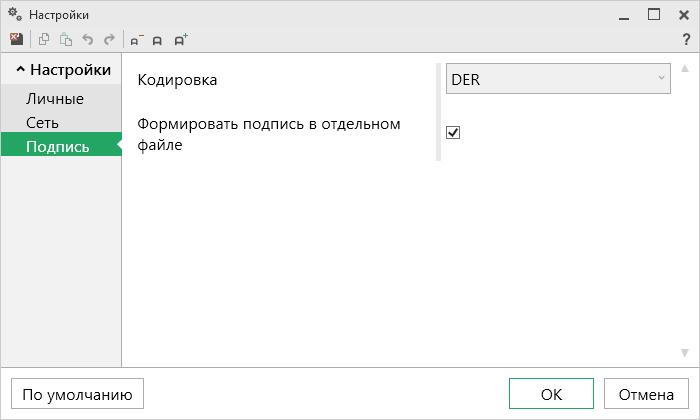 Настройки
?
Настройки
Личные
Сеть
Подпись
Кодировка
DER
Формировать подпись в отдельном
файле
По умолчанию
OK
Отмена